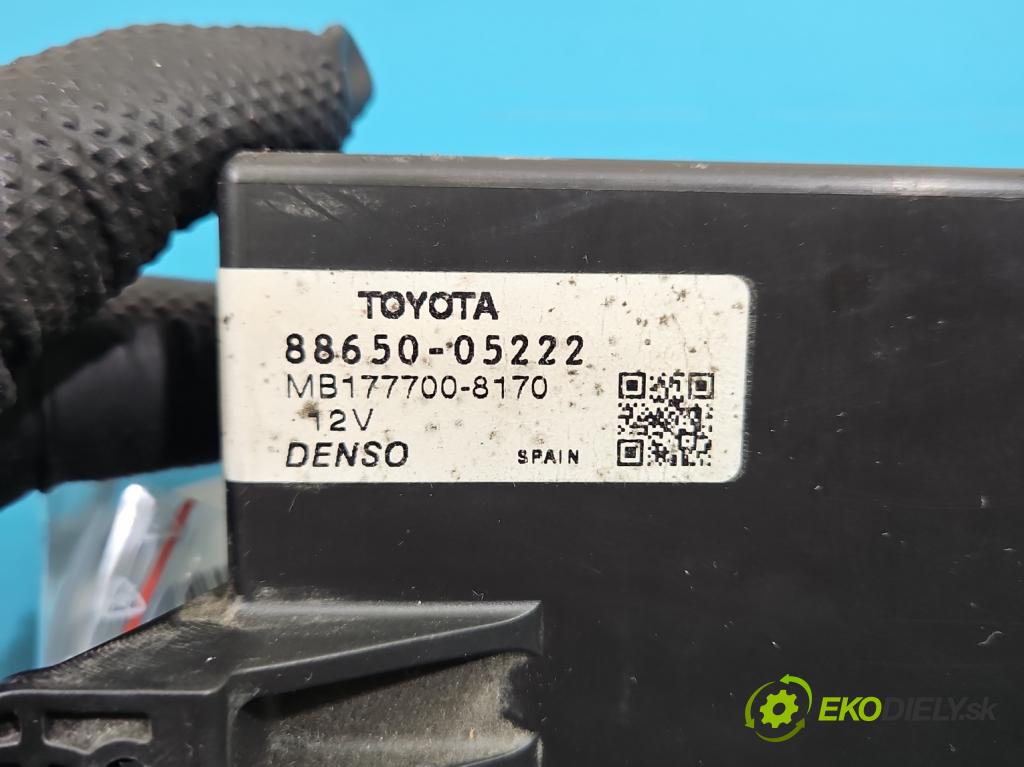 TOYOTA
88650-05222
MB177700-8170
12V
DENSO SPAIN
EKODIELY.sk